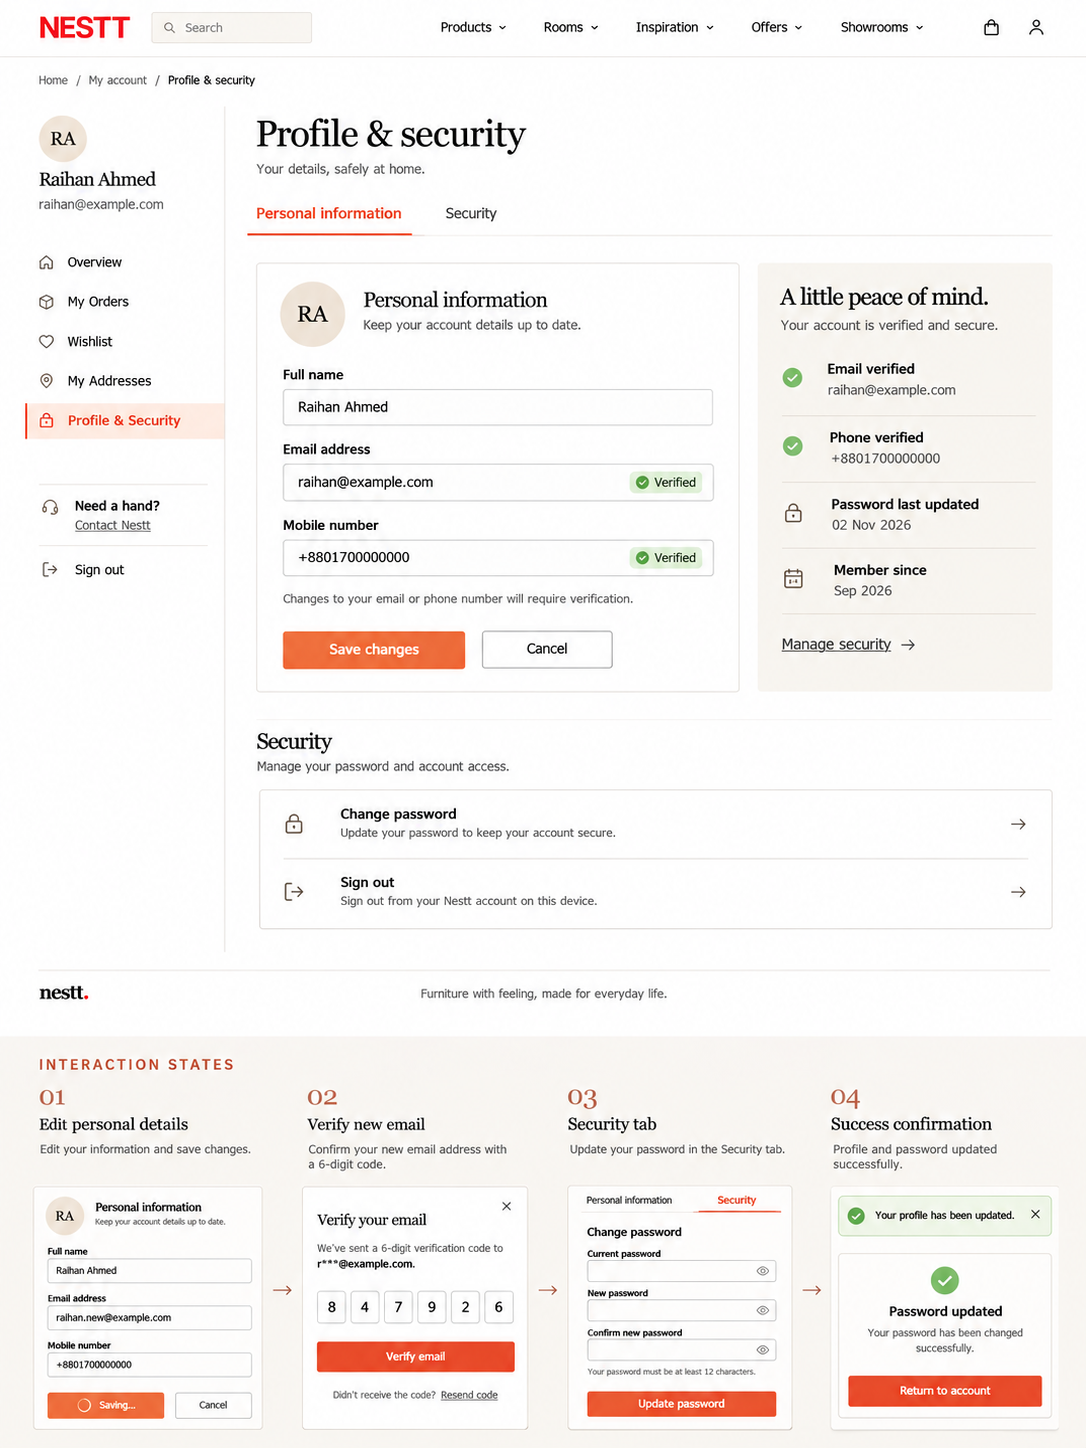 NESTT
Search
Products
Rooms
Inspiration
Offers
Showrooms
Home / My account / Profile & security
RA
Raihan Ahmed
raihan@example.com
Overview
My Orders
Wishlist
My Addresses
Profile & Security
Need a hand?
Contact Nestt
Sign out
Profile & security
Your details, safely at home.
Personal information
Security
RA
Personal information
Keep your account details up to date.
Full name
Raihan Ahmed
Email address
raihan@example.com
Verified
Mobile number
+8801700000000
Verified
Changes to your email or phone number will require verification.
Save changes
Cancel
A little peace of mind.
Your account is verified and secure.
Email verified
raihan@example.com
Phone verified
+8801700000000
Password last updated
02 Nov 2026
Member since
Sep 2026
Manage security
Security
Manage your password and account access.
Change password
Update your password to keep your account secure.
Sign out
Sign out from your Nestt account on this device.
nestt.
Furniture with feeling, made for everyday life.
INTERACTION STATES
01
Edit personal details
Edit your information and save changes.
RA
Personal information
Keep your account details up to date.
Full name
Raihan Ahmed
Email address
raihan.new@example.com
Mobile number
+8801700000000
Saving...
Cancel
02
Verify new email
Confirm your new email address with
a 6-digit code.
Verify your email
We've sent a 6-digit verification code to
r***@example.com.
8 4 7 9 2 6
Verify email
Didn't receive the code? Resend code
03
Security tab
Update your password in the Security tab.
Personal information
Security
Change password
Current password
New password
Confirm new password
Your password must be at least 12 characters.
Update password
04
Success confirmation
Profile and password updated
successfully.
Your profile has been updated.
Password updated
Your password has been changed
successfully.
Return to account